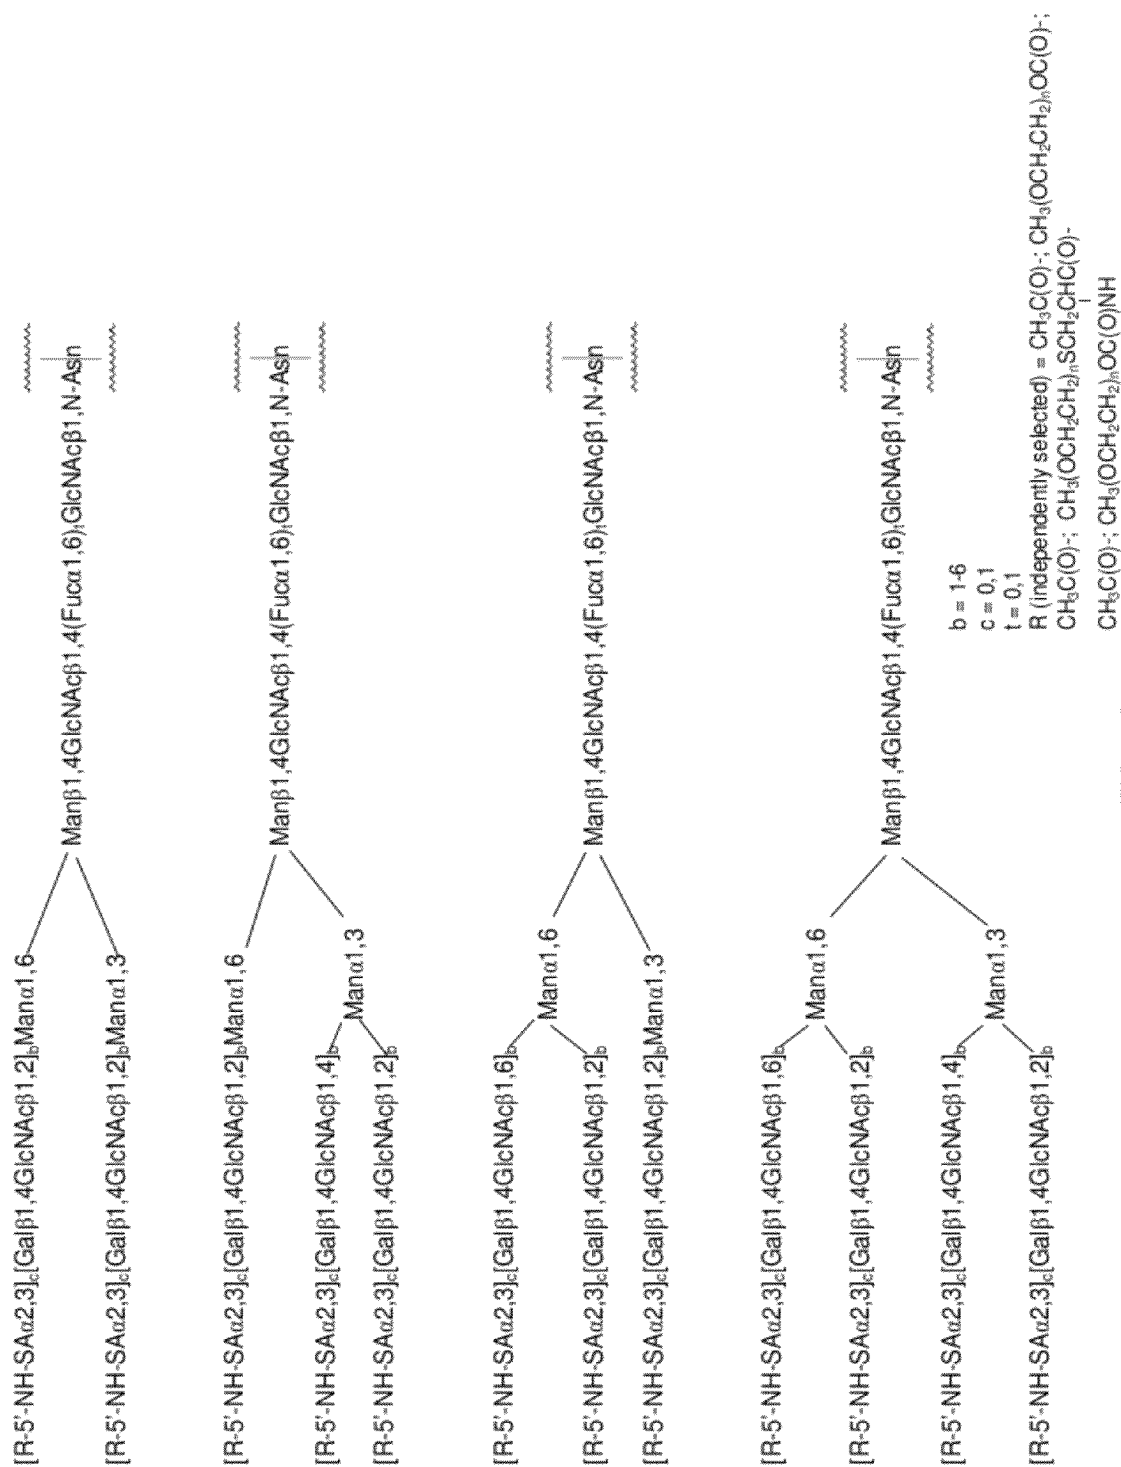 [R-5'-NH-SAα2,3]c[Galβ1,4GlcNAcβ1,2]bManα1,6
Manβ1,4GlcNAcβ1,4(Fucα1,6)tGlcNAcβ1,N-Asn
[R-5'-NH-SAα2,3]c[Galβ1,4GlcNAcβ1,2]bManα1,3
[R-5'-NH-SAα2,3]c[Galβ1,4GlcNAcβ1,2]bManα1,6
Manβ1,4GlcNAcβ1,4(Fucα1,6)tGlcNAcβ1,N-Asn
[R-5'-NH-SAα2,3]c[Galβ1,4GlcNAcβ1,4]b
Manα1,3
[R-5'-NH-SAα2,3]c[Galβ1,4GlcNAcβ1,2]b
[R-5'-NH-SAα2,3]c[Galβ1,4GlcNAcβ1,6]b
Manα1,6
Manβ1,4GlcNAcβ1,4(Fucα1,6)tGlcNAcβ1,N-Asn
[R-5'-NH-SAα2,3]c[Galβ1,4GlcNAcβ1,2]b
[R-5'-NH-SAα2,3]c[Galβ1,4GlcNAcβ1,2]bManα1,3
[R-5'-NH-SAα2,3]c[Galβ1,4GlcNAcβ1,6]b
Manα1,6
[R-5'-NH-SAα2,3]c[Galβ1,4GlcNAcβ1,2]b
Manβ1,4GlcNAcβ1,4(Fucα1,6)tGlcNAcβ1,N-Asn
[R-5'-NH-SAα2,3]c[Galβ1,4GlcNAcβ1,4]b
Manα1,3
[R-5'-NH-SAα2,3]c[Galβ1,4GlcNAcβ1,2]b
b = 1-6
c = 0,1
t = 0,1
R (independently selected) = CH₃C(O)-; CH₃(OCH₂CH₂)ₙOC(O)-;
CH₃C(O)-; CH₃(OCH₂CH₂)ₙSCH₂CHC(O)-
CH₃C(O)-; CH₃(OCH₂CH₂)ₙOC(O)NH